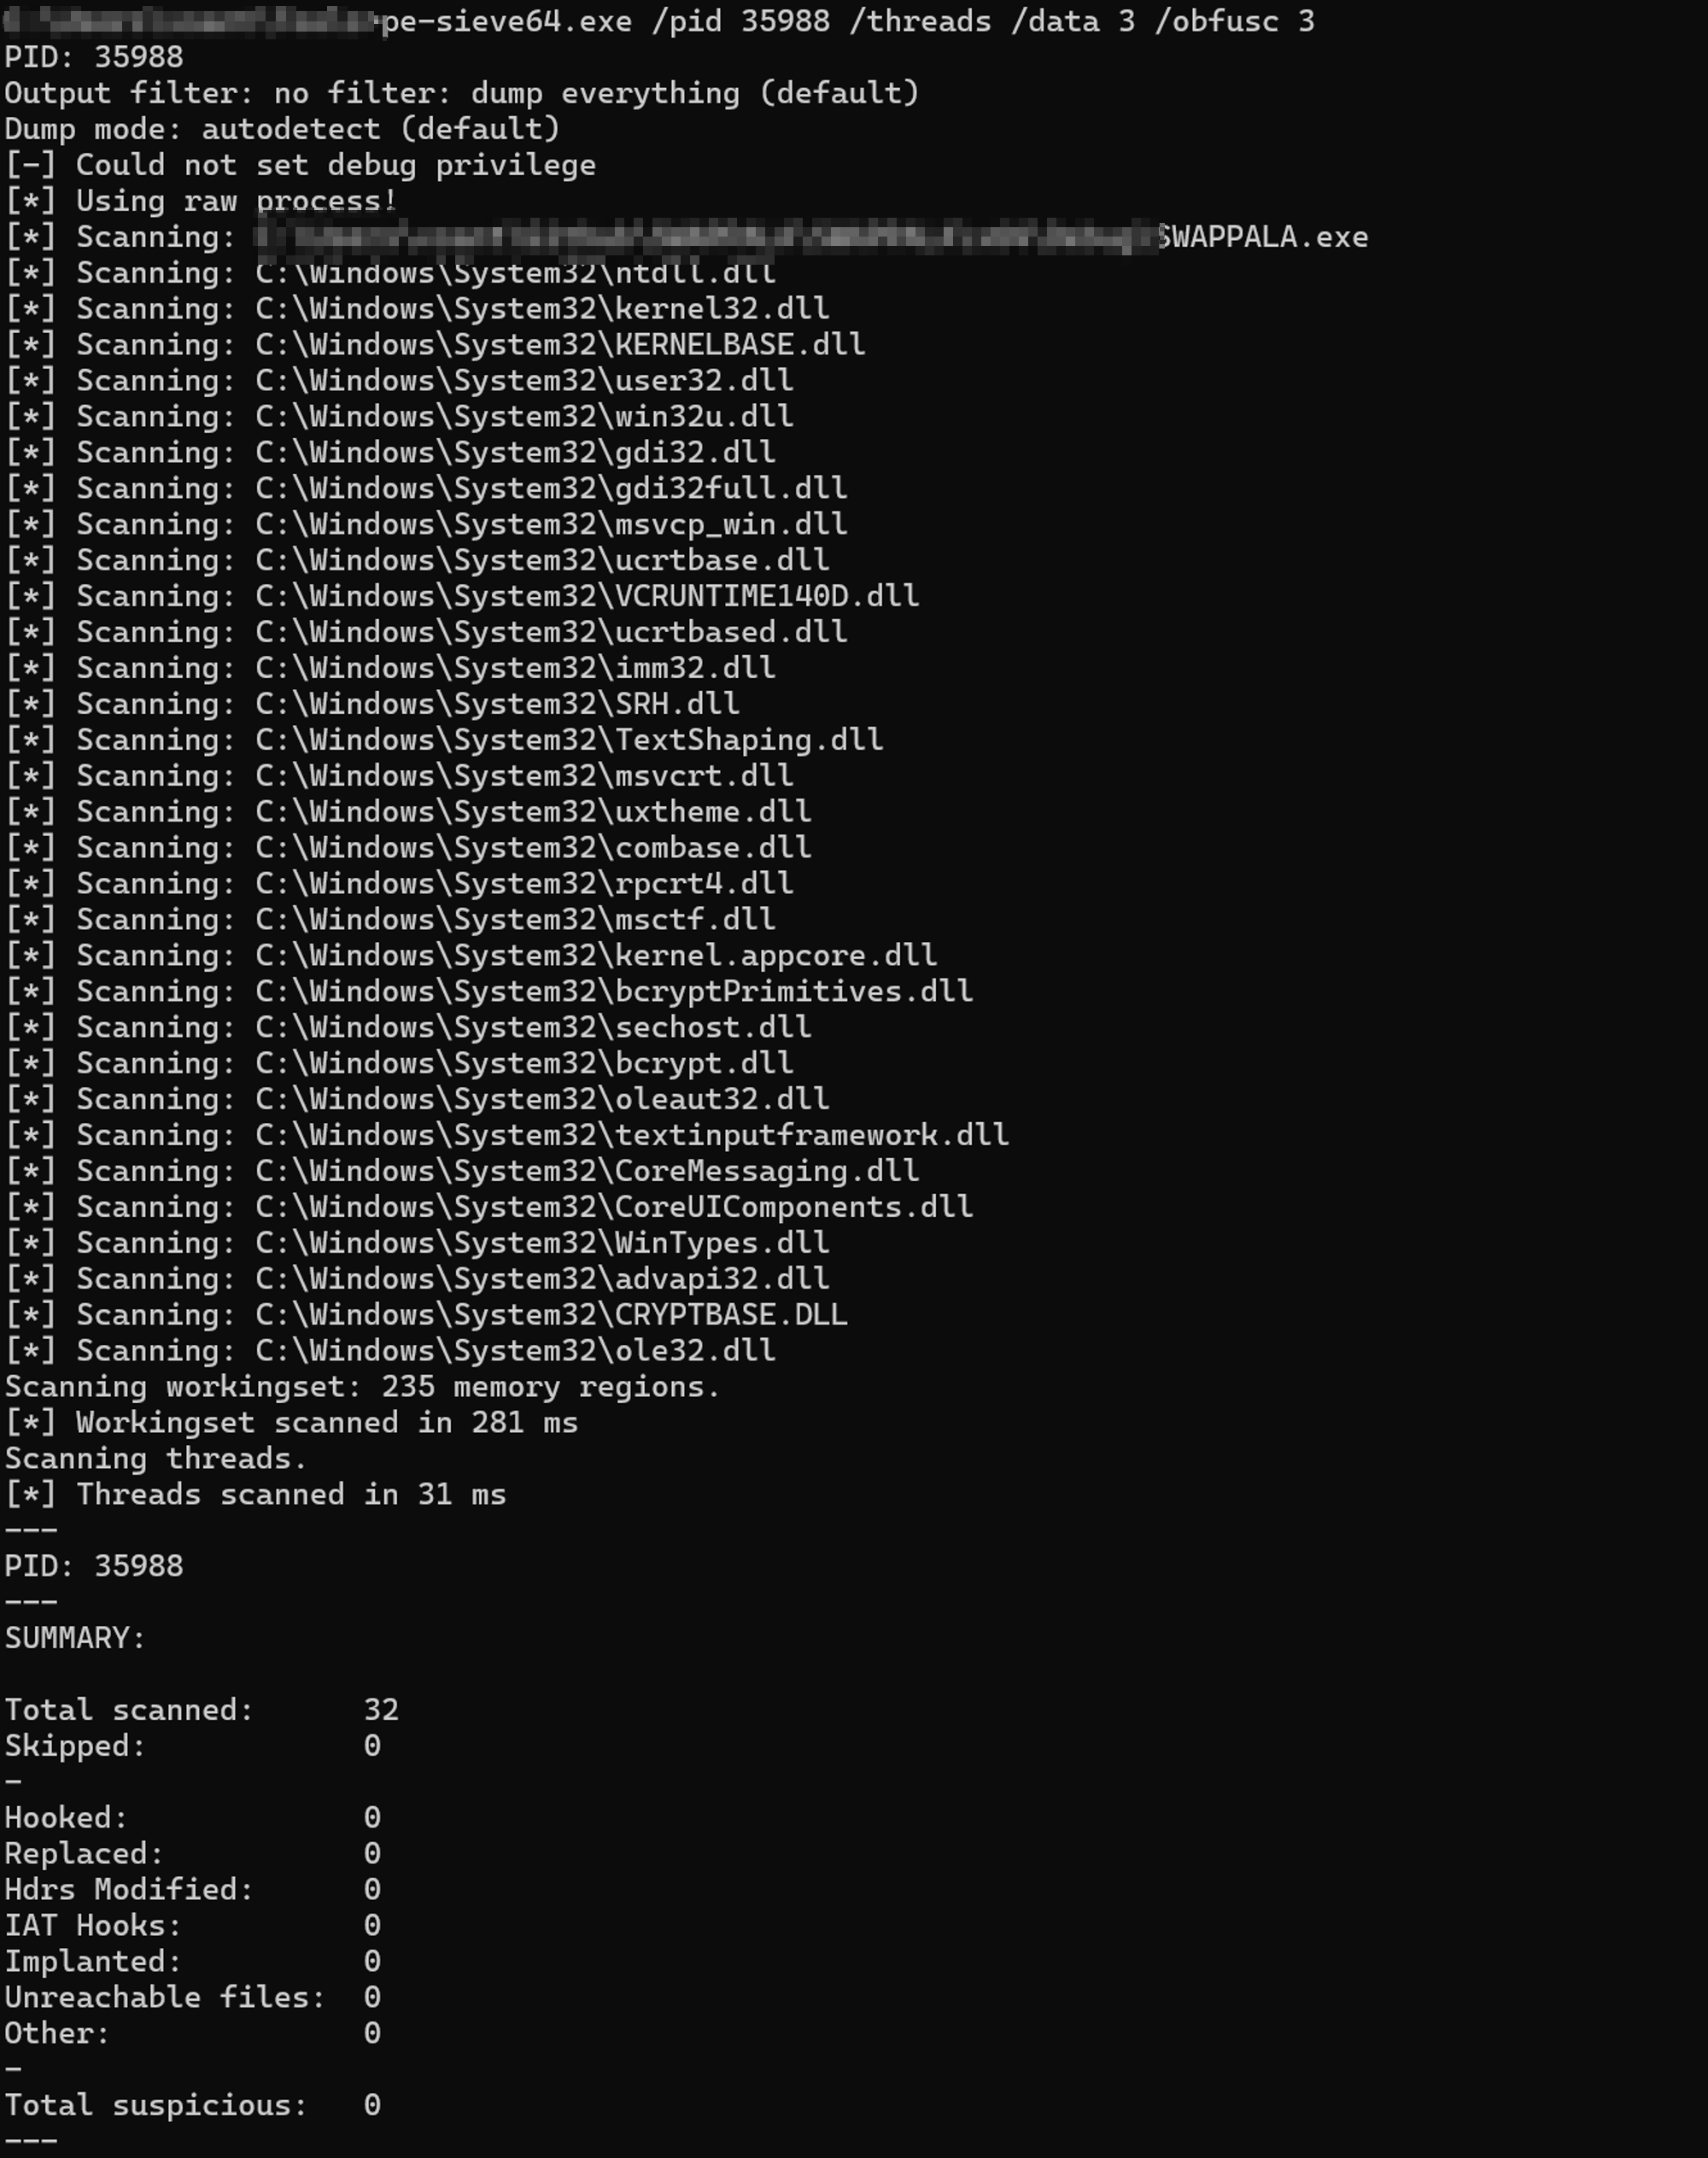 pe-sieve64.exe /pid 35988 /threads /data 3 /obfusc 3
PID: 35988
Output filter: no filter: dump everything (default)
Dump mode: autodetect (default)
[-] Could not set debug privilege
[*] Using raw process!
[*] Scanning: SWAPPALA.exe
[*] Scanning: C:\Windows\System32\ntdll.dll
[*] Scanning: C:\Windows\System32\kernel32.dll
[*] Scanning: C:\Windows\System32\KERNELBASE.dll
[*] Scanning: C:\Windows\System32\user32.dll
[*] Scanning: C:\Windows\System32\win32u.dll
[*] Scanning: C:\Windows\System32\gdi32.dll
[*] Scanning: C:\Windows\System32\gdi32full.dll
[*] Scanning: C:\Windows\System32\msvcp_win.dll
[*] Scanning: C:\Windows\System32\ucrtbase.dll
[*] Scanning: C:\Windows\System32\VCRUNTIME140D.dll
[*] Scanning: C:\Windows\System32\ucrtbased.dll
[*] Scanning: C:\Windows\System32\imm32.dll
[*] Scanning: C:\Windows\System32\SRH.dll
[*] Scanning: C:\Windows\System32\TextShaping.dll
[*] Scanning: C:\Windows\System32\msvcrt.dll
[*] Scanning: C:\Windows\System32\uxtheme.dll
[*] Scanning: C:\Windows\System32\combase.dll
[*] Scanning: C:\Windows\System32\rpcrt4.dll
[*] Scanning: C:\Windows\System32\msctf.dll
[*] Scanning: C:\Windows\System32\kernel.appcore.dll
[*] Scanning: C:\Windows\System32\bcryptPrimitives.dll
[*] Scanning: C:\Windows\System32\sechost.dll
[*] Scanning: C:\Windows\System32\bcrypt.dll
[*] Scanning: C:\Windows\System32\oleaut32.dll
[*] Scanning: C:\Windows\System32\textinputframework.dll
[*] Scanning: C:\Windows\System32\CoreMessaging.dll
[*] Scanning: C:\Windows\System32\CoreUIComponents.dll
[*] Scanning: C:\Windows\System32\WinTypes.dll
[*] Scanning: C:\Windows\System32\advapi32.dll
[*] Scanning: C:\Windows\System32\CRYPTBASE.DLL
[*] Scanning: C:\Windows\System32\ole32.dll
Scanning workingset: 235 memory regions.
[*] Workingset scanned in 281 ms
Scanning threads.
[*] Threads scanned in 31 ms
---
PID: 35988
---
SUMMARY:
Total scanned: 32
Skipped: 0
-
Hooked: 0
Replaced: 0
Hdrs Modified: 0
IAT Hooks: 0
Implanted: 0
Unreachable files: 0
Other: 0
-
Total suspicious: 0
---